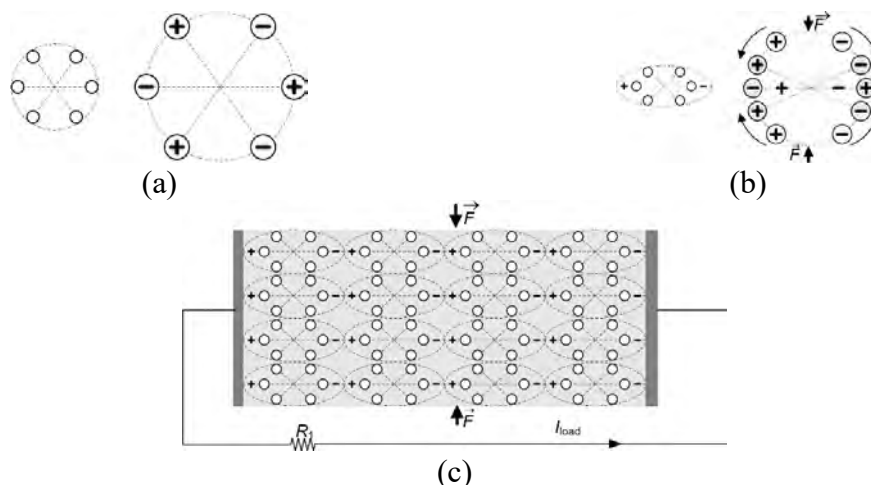 + −
− +
+ −
(a)
F
+ −
+ −
+ −
− + − +
+ −
+ −
F
(b)
F
+ − + − + − + −
+ − + − + − + −
+ − + − + − + −
+ − + − + − + −
F
R1 Iload
(c)